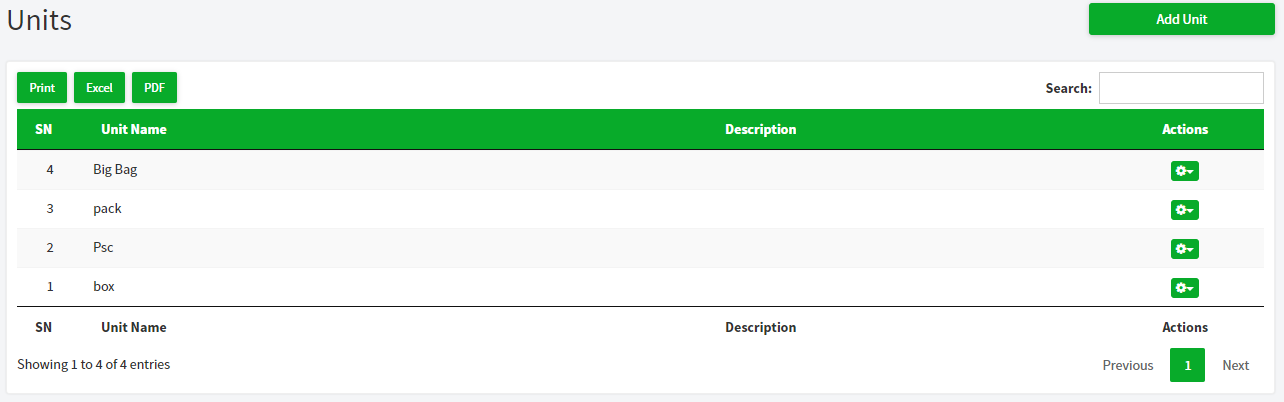 Units
Add Unit
Print Excel PDF Search:
SN Unit Name Description Actions
4 Big Bag
3 pack
2 Psc
1 box
SN Unit Name Description Actions
Showing 1 to 4 of 4 entries Previous 1 Next